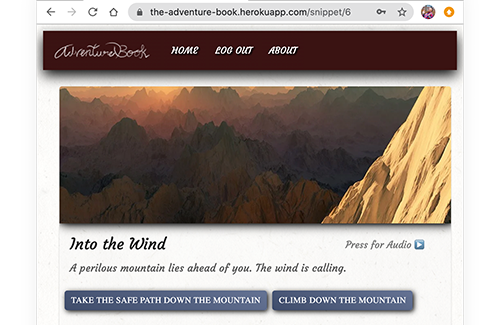 the-adventure-book.herokuapp.com/snippet/6
AdventureBook HOME LOG OUT ABOUT
Into the Wind
Press for Audio
A perilous mountain lies ahead of you. The wind is calling.
TAKE THE SAFE PATH DOWN THE MOUNTAIN CLIMB DOWN THE MOUNTAIN